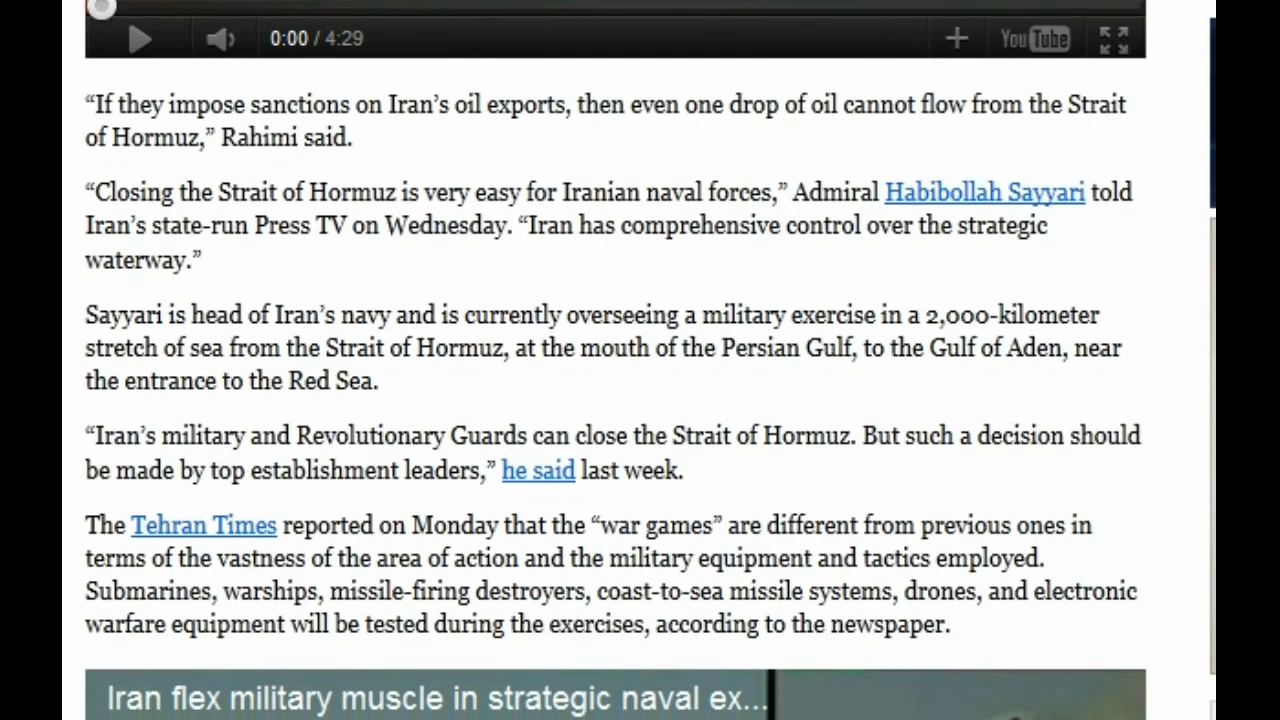 0:00 / 4:29
YouTube
“If they impose sanctions on Iran’s oil exports, then even one drop of oil cannot flow from the Strait
of Hormuz,” Rahimi said.
“Closing the Strait of Hormuz is very easy for Iranian naval forces,” Admiral Habibollah Sayyari told
Iran’s state-run Press TV on Wednesday. “Iran has comprehensive control over the strategic
waterway.”
Sayyari is head of Iran’s navy and is currently overseeing a military exercise in a 2,000-kilometer
stretch of sea from the Strait of Hormuz, at the mouth of the Persian Gulf, to the Gulf of Aden, near
the entrance to the Red Sea.
“Iran’s military and Revolutionary Guards can close the Strait of Hormuz. But such a decision should
be made by top establishment leaders,” he said last week.
The Tehran Times reported on Monday that the “war games” are different from previous ones in
terms of the vastness of the area of action and the military equipment and tactics employed.
Submarines, warships, missile-firing destroyers, coast-to-sea missile systems, drones, and electronic
warfare equipment will be tested during the exercises, according to the newspaper.
Iran flex military muscle in strategic naval ex...